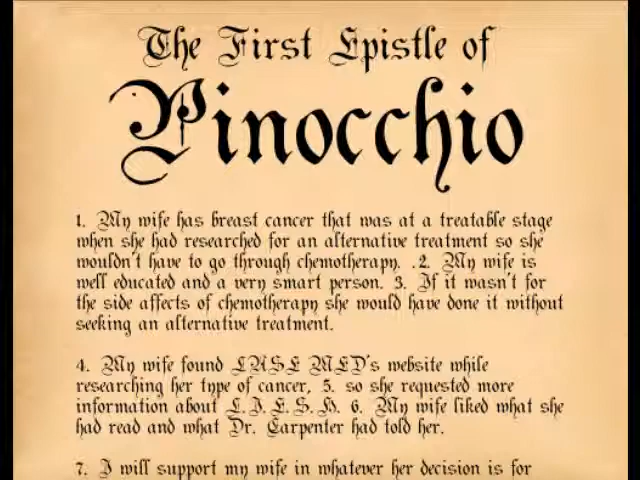 The First Epistle of
Pinocchio
1. My wife has breast cancer that was at a treatable stage
when she had researched for an alternative treatment so she
wouldn't have to go through chemotherapy. .2. My wife is
well educated and a very smart person. 3. If it wasn't for
the side affects of chemotherapy she would have done it without
seeking an alternative treatment.
4. My wife found LASE MED's website while
researching her type of cancer, 5. so she requested more
information about L.I.E.S.H. 6. My wife liked what she
had read and what Dr. Carpenter had told her.
7. I will support my wife in whatever her decision is for